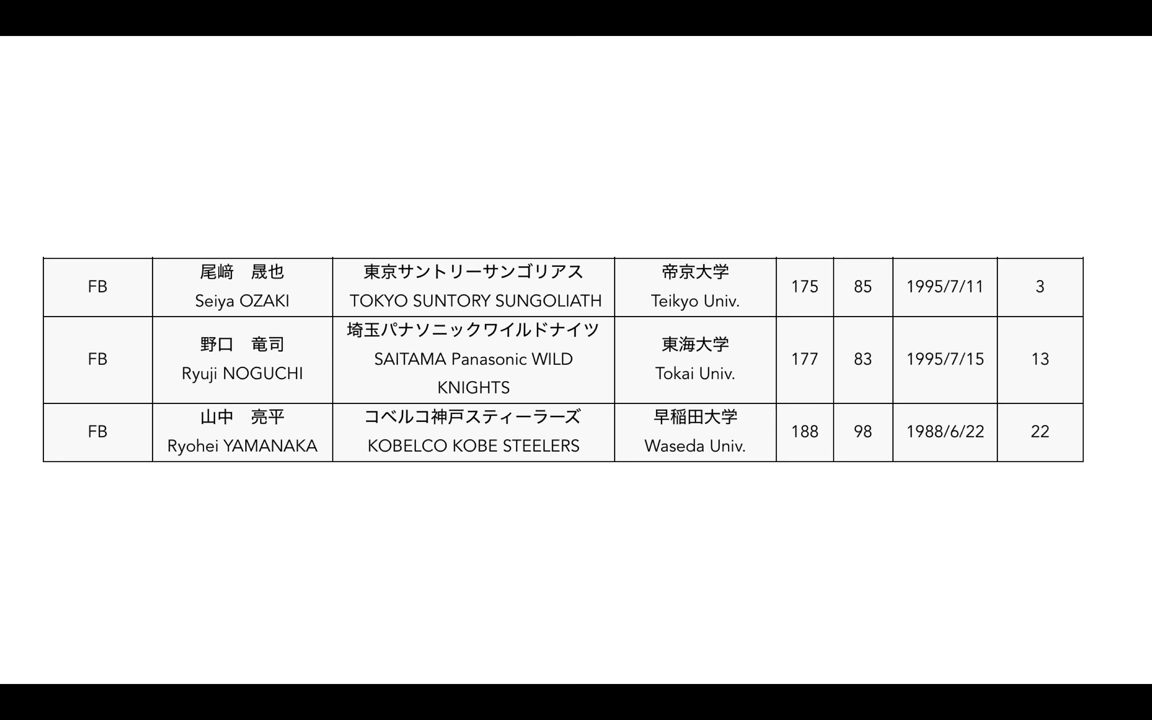 FB
尾﨑　晟也
Seiya OZAKI
東京サントリーサンゴリアス
TOKYO SUNTORY SUNGOLIATH
帝京大学
Teikyo Univ.
175
85
1995/7/11
3
FB
野口　竜司
Ryuji NOGUCHI
埼玉パナソニックワイルドナイツ
SAITAMA Panasonic WILD
KNIGHTS
東海大学
Tokai Univ.
177
83
1995/7/15
13
FB
山中　亮平
Ryohei YAMANAKA
コベルコ神戸スティーラーズ
KOBELCO KOBE STEELERS
早稲田大学
Waseda Univ.
188
98
1988/6/22
22